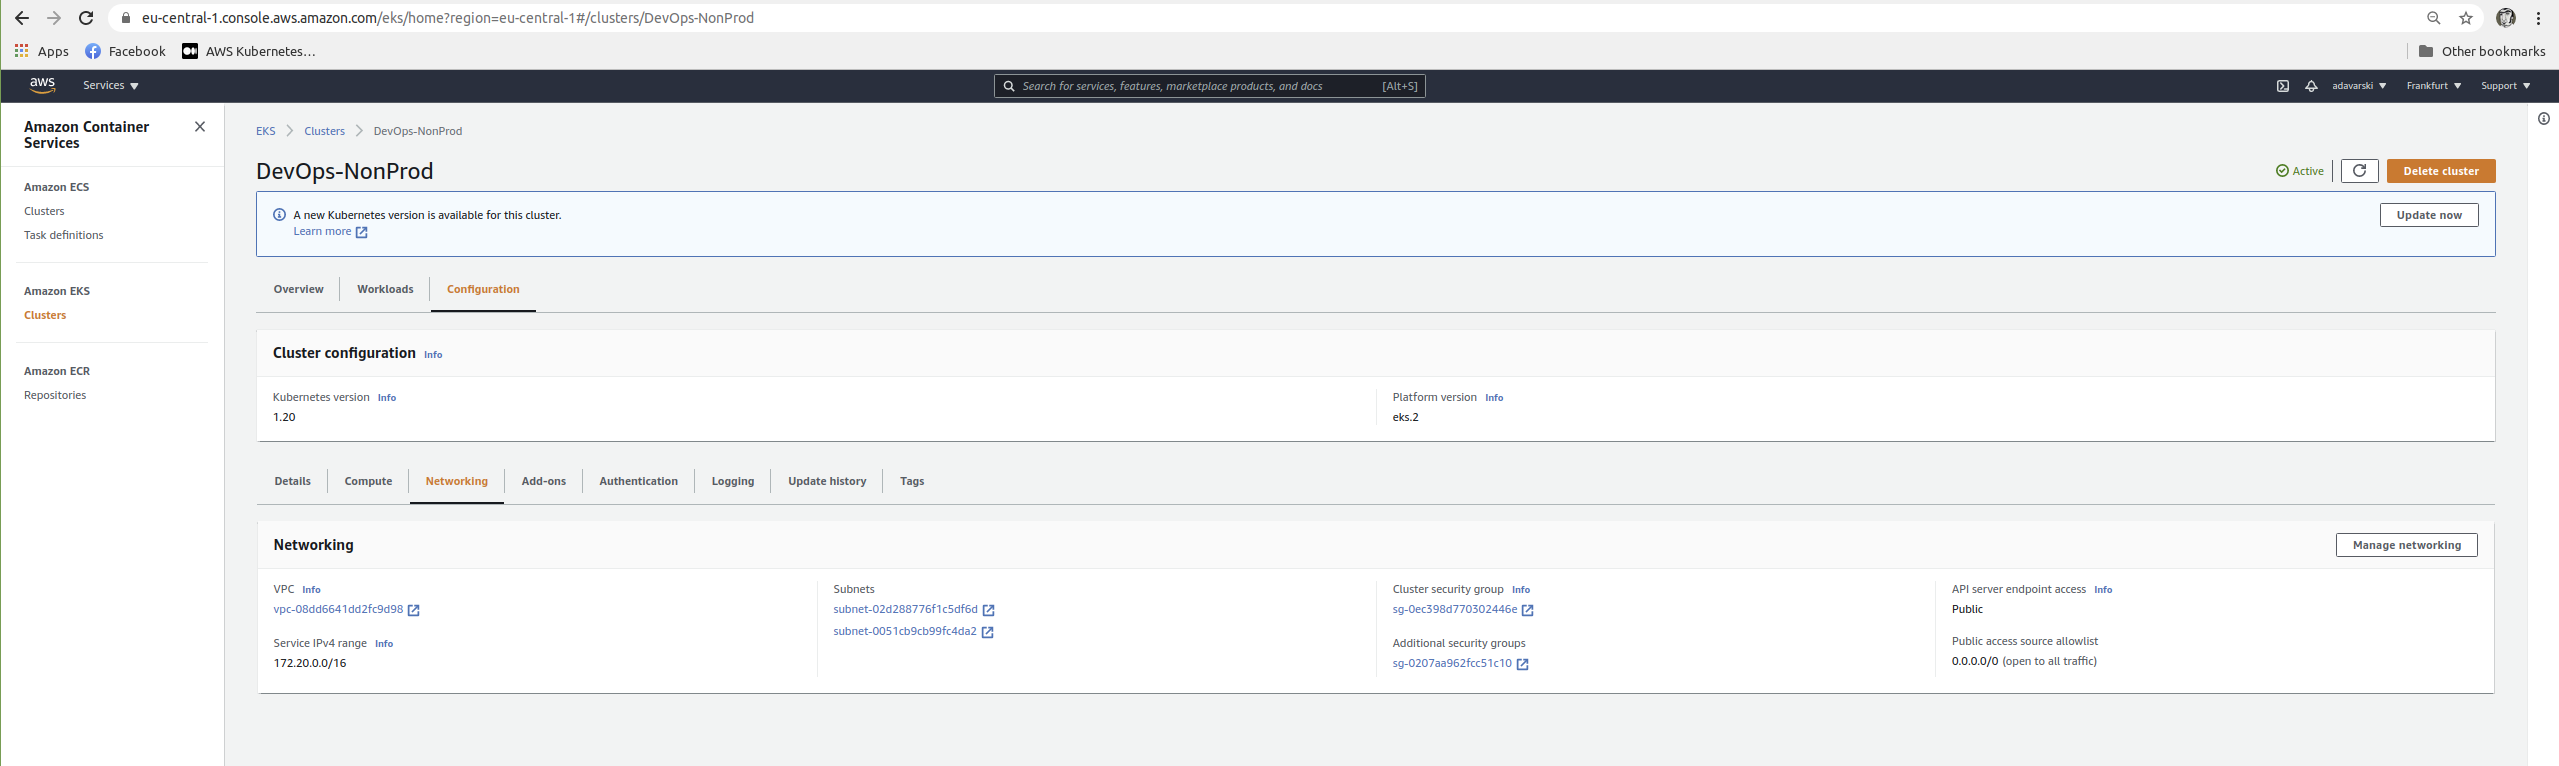 eu-central-1.console.aws.amazon.com/eks/home?region=eu-central-1#/clusters/DevOps-NonProd
Apps Facebook AWS Kubernetes... Other bookmarks
aws Services Search for services, features, marketplace products, and docs [Alt+S] adavarski Frankfurt Support
Amazon Container Services
Amazon ECS
Clusters
Task definitions
Amazon EKS
Clusters
Amazon ECR
Repositories
EKS Clusters DevOps-NonProd
DevOps-NonProd Active Delete cluster
A new Kubernetes version is available for this cluster. Update now
Learn more
Overview Workloads Configuration
Cluster configuration Info
Kubernetes version Info Platform version Info
1.20 eks.2
Details Compute Networking Add-ons Authentication Logging Update history Tags
Networking Manage networking
VPC Info
vpc-08dd6641dd2fc9d98
Service IPv4 range Info
172.20.0.0/16
Subnets
subnet-02d288776f1c5df6d
subnet-0051cb9cb99fc4da2
Cluster security group Info
sg-0ec398d770302446e
Additional security groups
sg-0207aa962fcc51c10
API server endpoint access Info
Public
Public access source allowlist
0.0.0.0/0 (open to all traffic)